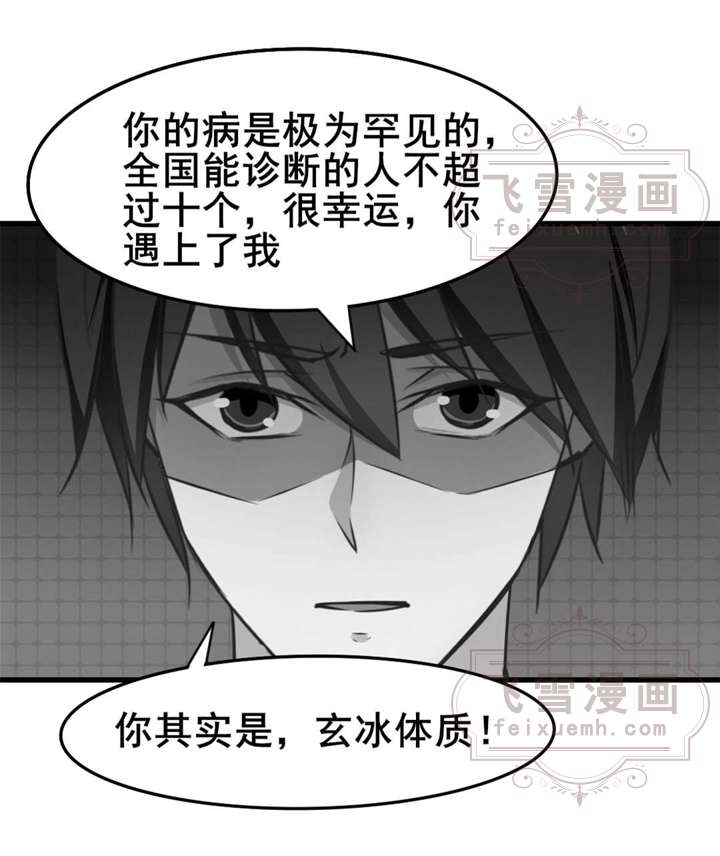 你的病是极为罕见的，
全国能诊断的人不超
过十个，很幸运，你
遇上了我
飞雪漫画
feixuemh.com
飞雪漫画
feixuemh.com
你其实是，玄冰体质！